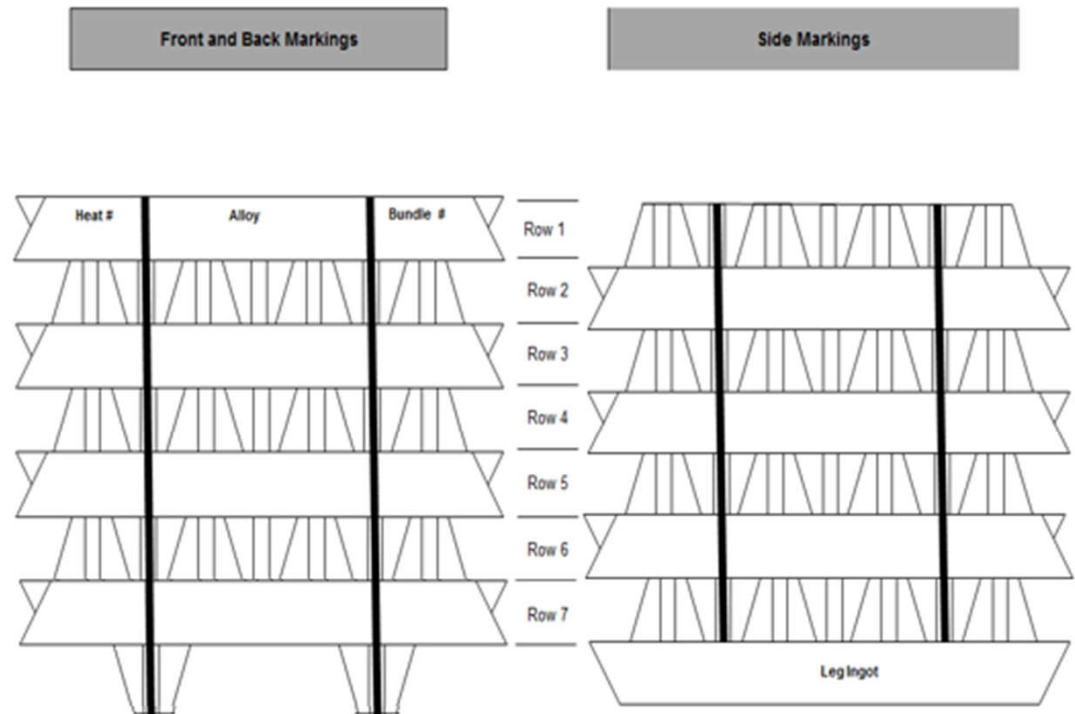 Front and Back Markings
Side Markings
Heat #
Alloy
Bundle #
Row 1
Row 2
Row 3
Row 4
Row 5
Row 6
Row 7
Leg Ingot